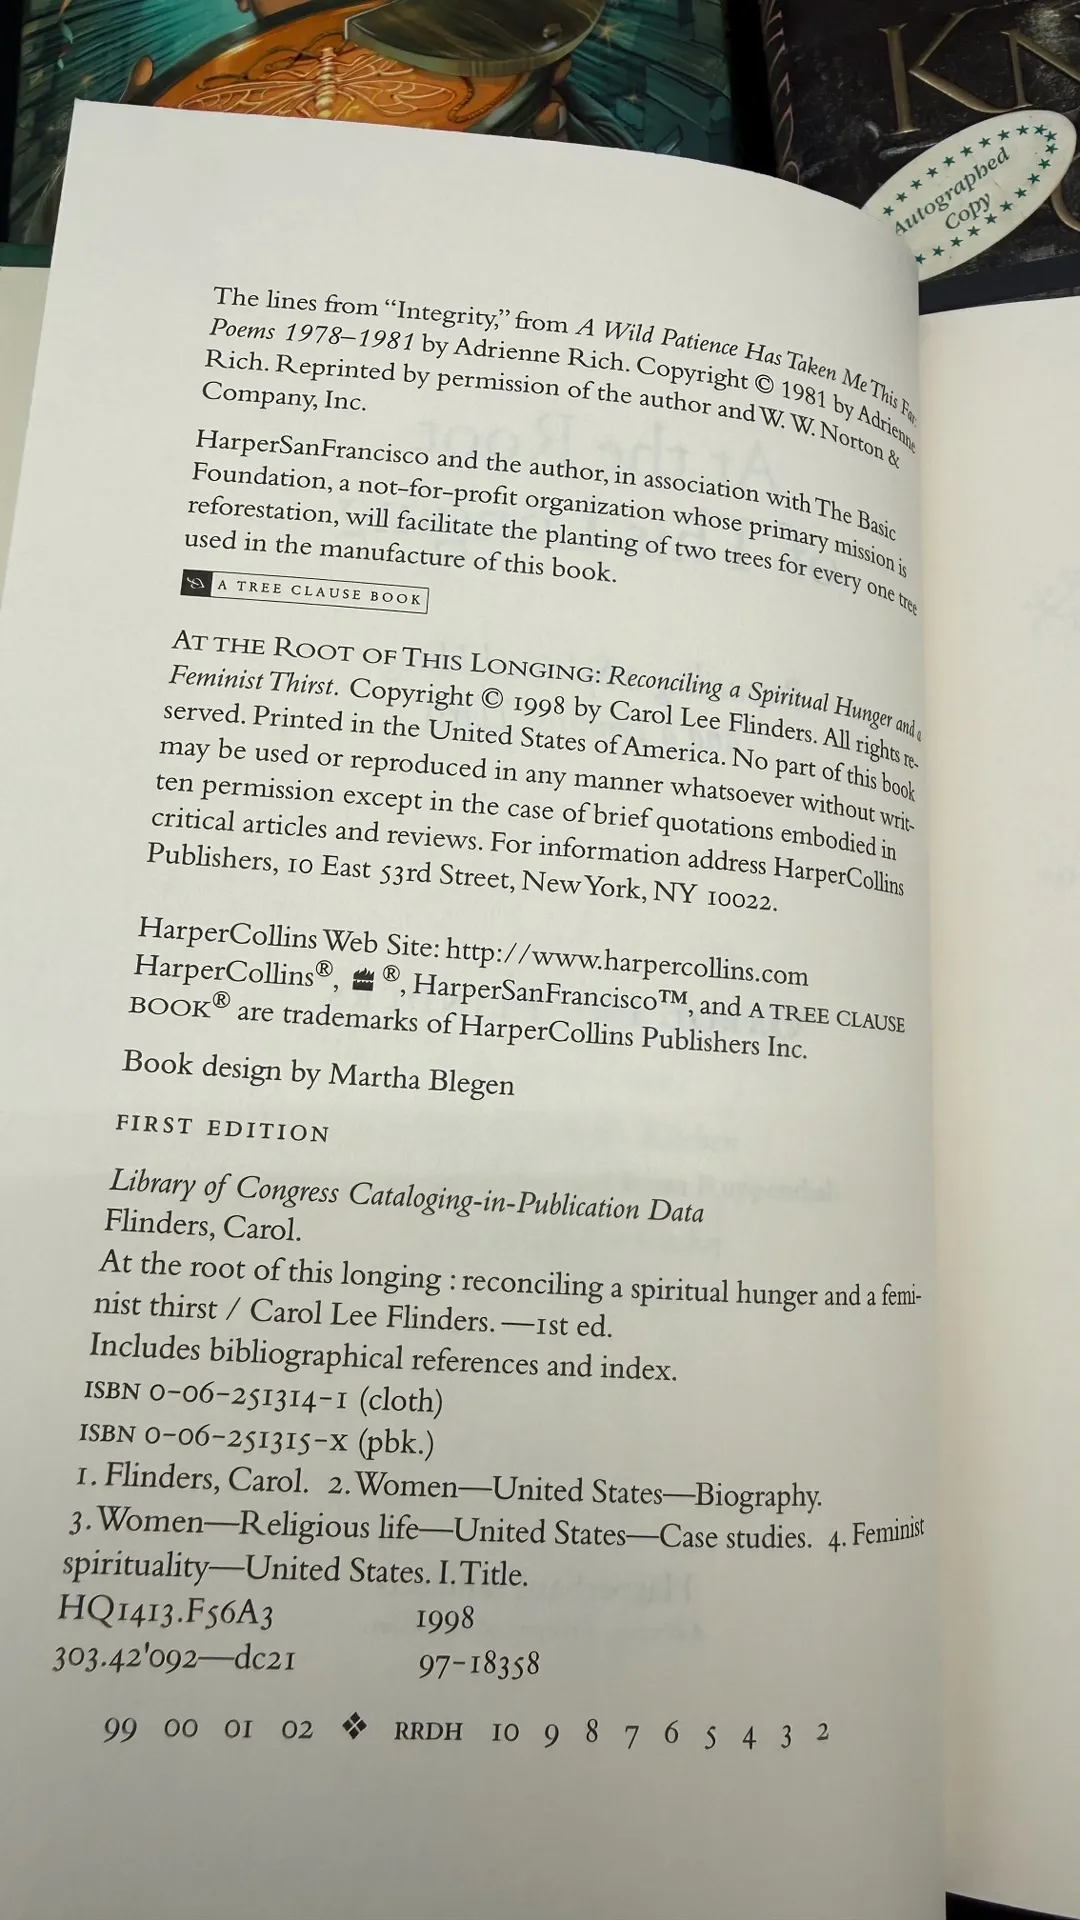 KN
Autographed
Copy
The lines from “Integrity,” from A Wild Patience Has Taken Me This Far:
Poems 1978–1981 by Adrienne Rich. Copyright © 1981 by Adrienne
Rich. Reprinted by permission of the author and W. W. Norton &
Company, Inc.
HarperSanFrancisco and the author, in association with The Basic
Foundation, a not-for-profit organization whose primary mission is
reforestation, will facilitate the planting of two trees for every one tree
used in the manufacture of this book.
A TREE CLAUSE BOOK
AT THE ROOT OF THIS LONGING: Reconciling a Spiritual Hunger and a
Feminist Thirst. Copyright © 1998 by Carol Lee Flinders. All rights re-
served. Printed in the United States of America. No part of this book
may be used or reproduced in any manner whatsoever without writ-
ten permission except in the case of brief quotations embodied in
critical articles and reviews. For information address HarperCollins
Publishers, 10 East 53rd Street, New York, NY 10022.
HarperCollins Web Site: http://www.harpercollins.com
HarperCollins®, ®, HarperSanFrancisco™, and A TREE CLAUSE
BOOK® are trademarks of HarperCollins Publishers Inc.
Book design by Martha Blegen
FIRST EDITION
Library of Congress Cataloging-in-Publication Data
Flinders, Carol.
At the root of this longing : reconciling a spiritual hunger and a femi-
nist thirst / Carol Lee Flinders. —1st ed.
Includes bibliographical references and index.
ISBN 0-06-251314-1 (cloth)
ISBN 0-06-251315-X (pbk.)
1. Flinders, Carol. 2. Women—United States—Biography.
3. Women—Religious life—United States—Case studies. 4. Feminist
spirituality—United States. I. Title.
HQ1413.F56A3 1998
303.42'092—dc21 97-18358
99 00 01 02 ❖ RRDH 10 9 8 7 6 5 4 3 2